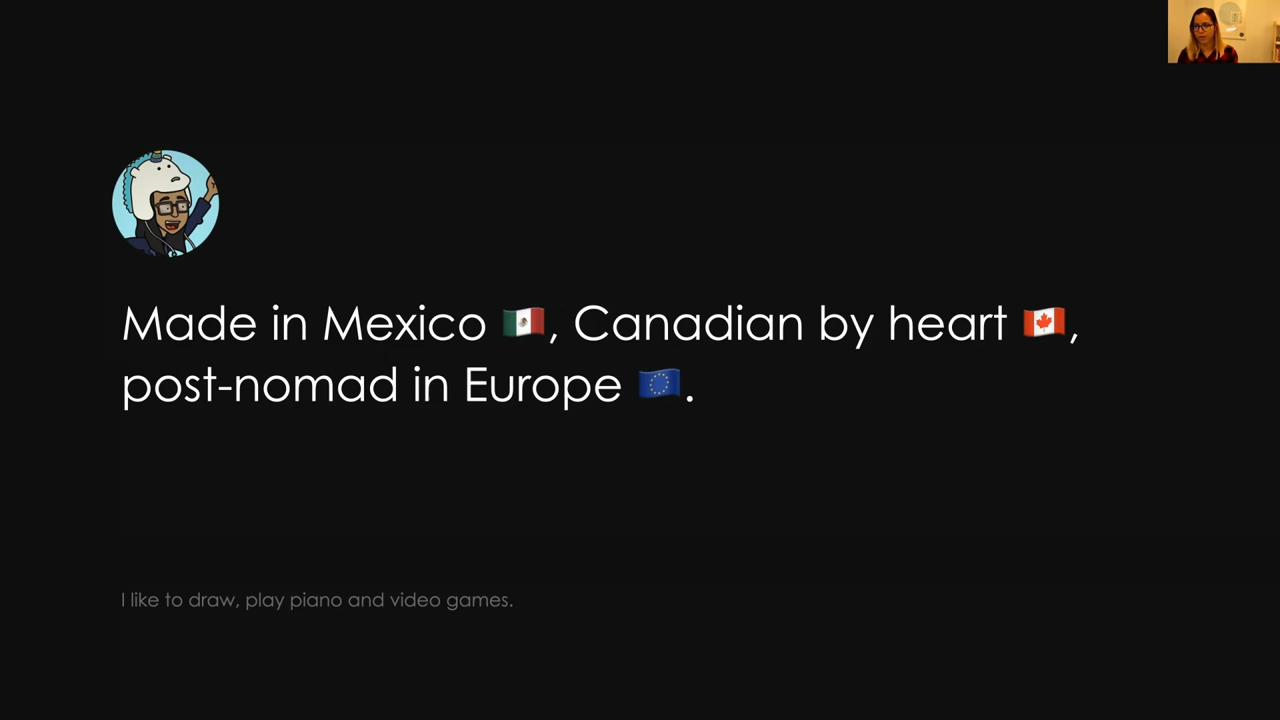 Made in Mexico 🇲🇽, Canadian by heart 🇨🇦,
post-nomad in Europe 🇪🇺.
I like to draw, play piano and video games.